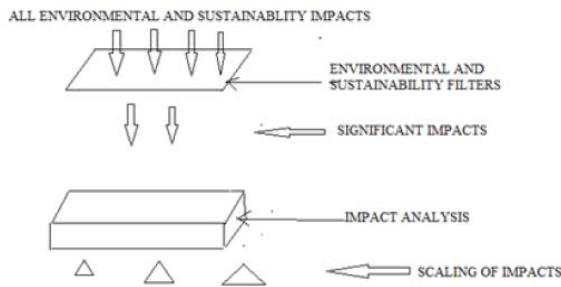 ALL ENVIRONMENTAL AND SUSTAINABLITY IMPACTS
ENVIRONMENTAL AND
SUSTAINABILITY FILTERS
SIGNIFICANT IMPACTS
IMPACT ANALYSIS
SCALING OF IMPACTS